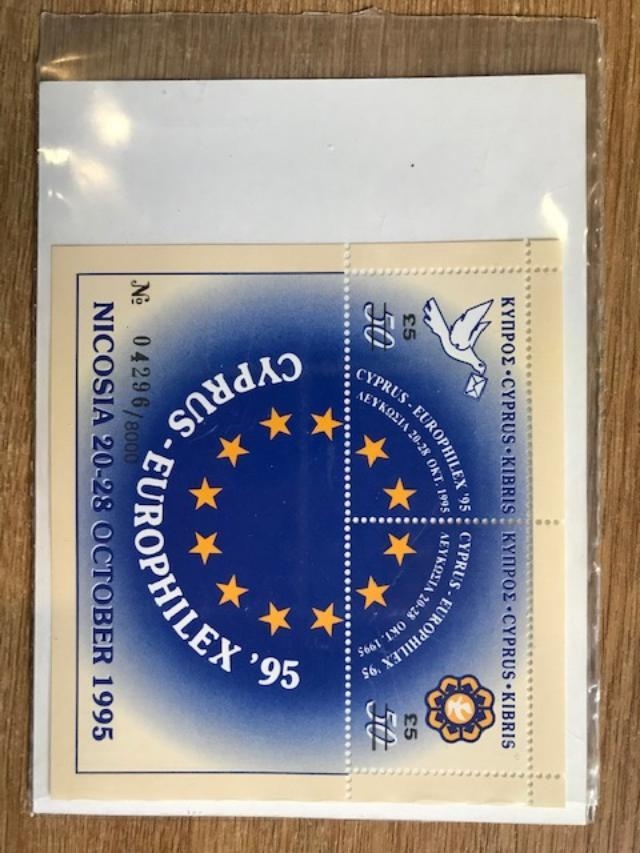 ΚΥΠΡΟΣ • CYPRUS • KIBRIS
£5
50
CYPRUS - EUROPHILEX '95
ΛΕΥΚΩΣΙΑ 20-28 ΟΚΤ. 1995
ΚΥΠΡΟΣ • CYPRUS • KIBRIS
£5
50
CYPRUS - EUROPHILEX '95
ΛΕΥΚΩΣΙΑ 20-28 ΟΚΤ. 1995
CYPRUS - EUROPHILEX '95
№ 04296/8000
NICOSIA 20-28 OCTOBER 1995